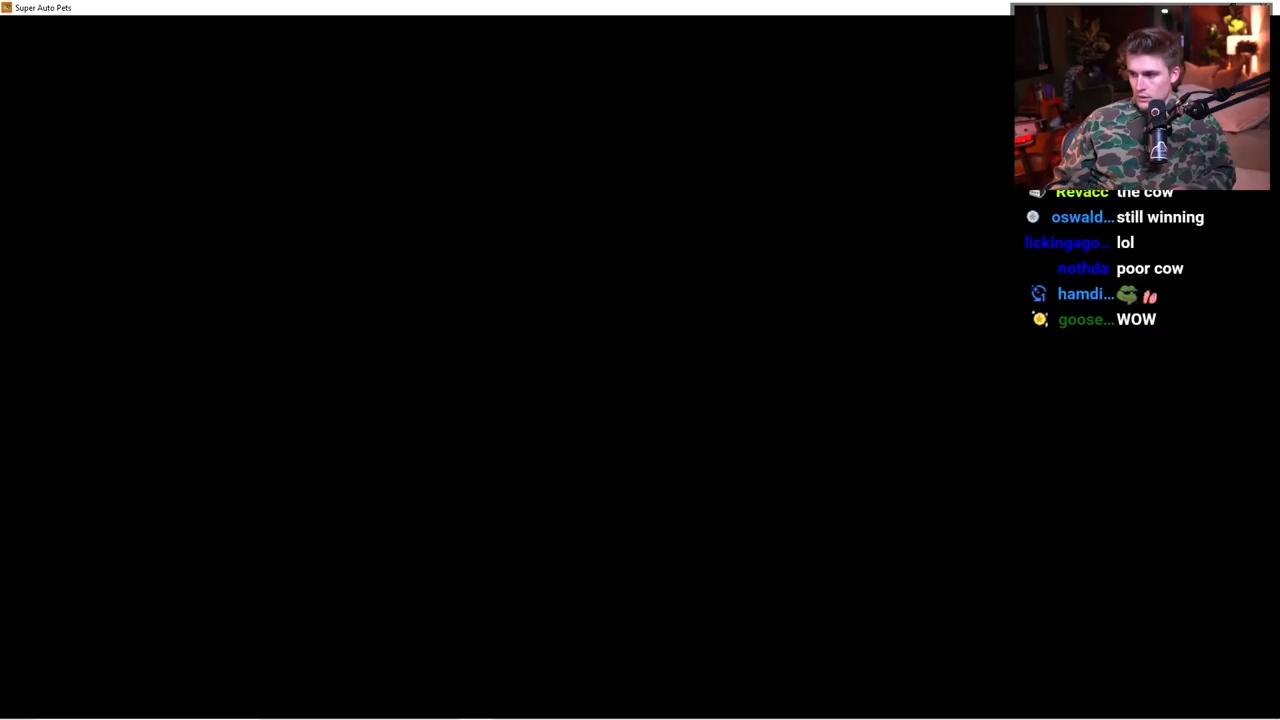 Super Auto Pets
Revacc the cow
oswald... still winning
lickingago... lol
nothda poor cow
hamdi...
goose... WOW